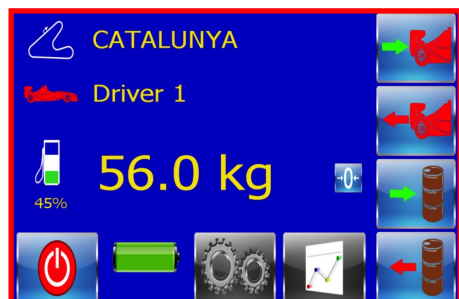 CATALUNYA
Driver 1
56.0 kg
→0←
45%